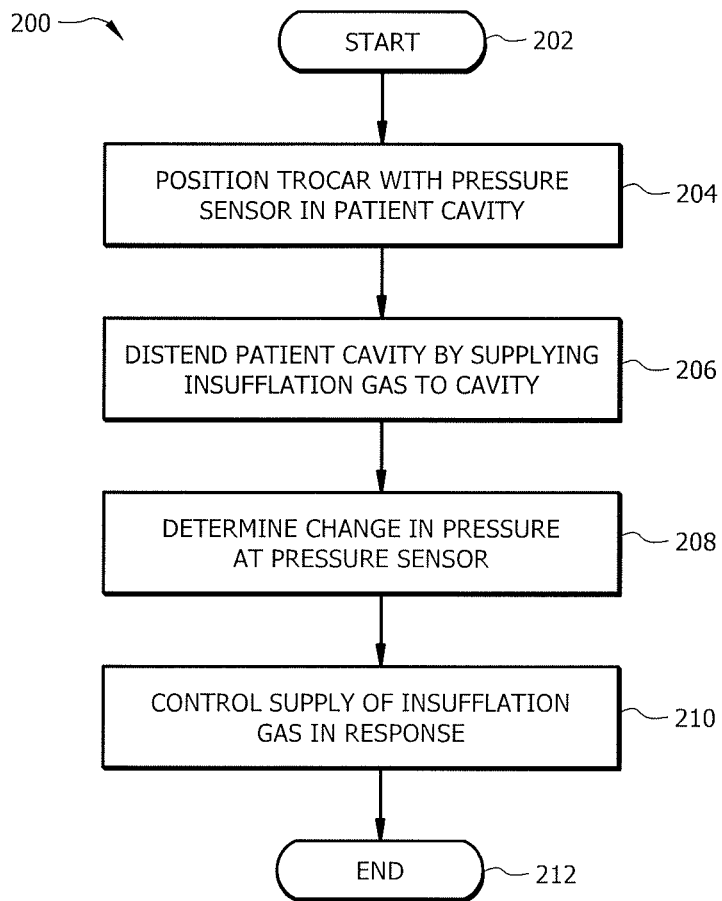 200
START
202
POSITION TROCAR WITH PRESSURE
SENSOR IN PATIENT CAVITY
204
DISTEND PATIENT CAVITY BY SUPPLYING
INSUFFLATION GAS TO CAVITY
206
DETERMINE CHANGE IN PRESSURE
AT PRESSURE SENSOR
208
CONTROL SUPPLY OF INSUFFLATION
GAS IN RESPONSE
210
END
212